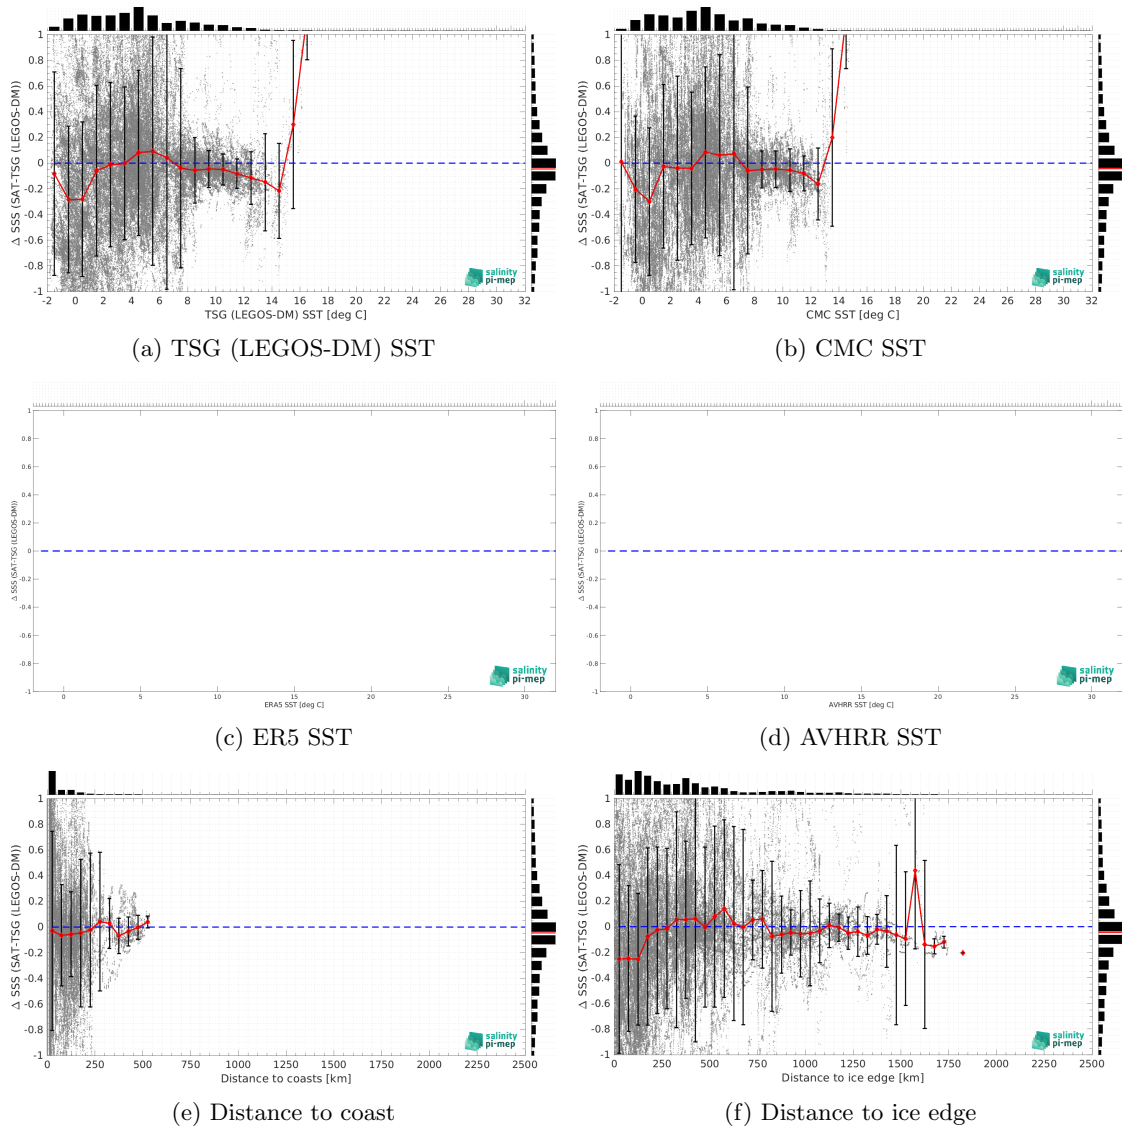 1
0.8
0.6
0.4
0.2
0
-0.2
-0.4
-0.6
-0.8
-1
Δ SSS (SAT-TSG (LEGOS-DM))
-2 0 2 4 6 8 10 12 14 16 18 20 22 24 26 28 30 32
TSG (LEGOS-DM) SST [deg C]
salinity
pi-mep
(a) TSG (LEGOS-DM) SST
1
0.8
0.6
0.4
0.2
0
-0.2
-0.4
-0.6
-0.8
-1
Δ SSS (SAT-TSG (LEGOS-DM))
-2 0 2 4 6 8 10 12 14 16 18 20 22 24 26 28 30 32
CMC SST [deg C]
salinity
pi-mep
(b) CMC SST
1
0.8
0.6
0.4
0.2
0
-0.2
-0.4
-0.6
-0.8
-1
Δ SSS (SAT-TSG (LEGOS-DM))
0 5 10 15 20 25 30
ERA5 SST [deg C]
salinity
pi-mep
(c) ER5 SST
1
0.8
0.6
0.4
0.2
0
-0.2
-0.4
-0.6
-0.8
-1
Δ SSS (SAT-TSG (LEGOS-DM))
0 5 10 15 20 25 30
AVHRR SST [deg C]
salinity
pi-mep
(d) AVHRR SST
1
0.8
0.6
0.4
0.2
0
-0.2
-0.4
-0.6
-0.8
-1
Δ SSS (SAT-TSG (LEGOS-DM))
0 250 500 750 1000 1250 1500 1750 2000 2250 2500
Distance to coasts [km]
salinity
pi-mep
(e) Distance to coast
1
0.8
0.6
0.4
0.2
0
-0.2
-0.4
-0.6
-0.8
-1
Δ SSS (SAT-TSG (LEGOS-DM))
0 250 500 750 1000 1250 1500 1750 2000 2250 2500
Distance to ice edge [km]
salinity
pi-mep
(f) Distance to ice edge